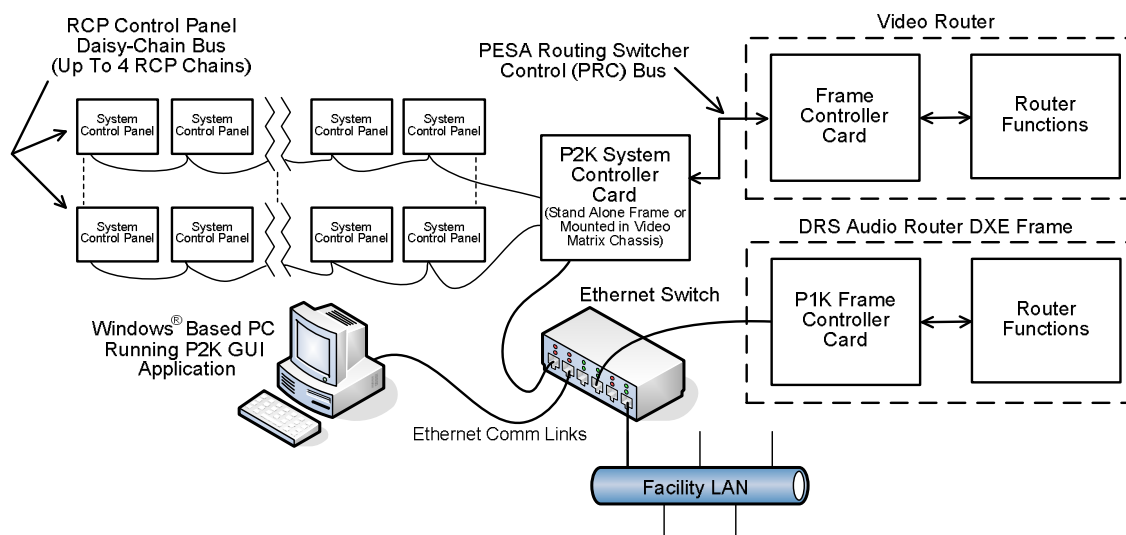 RCP Control Panel
Daisy-Chain Bus
(Up To 4 RCP Chains)
PESA Routing Switcher
Control (PRC) Bus
Video Router
Frame
Controller
Card
Router
Functions
System
Control Panel
System
Control Panel
System
Control Panel
System
Control Panel
System
Control Panel
System
Control Panel
System
Control Panel
System
Control Panel
P2K System
Controller
Card
(Stand Alone Frame or
Mounted in Video
Matrix Chassis)
DRS Audio Router DXE Frame
P1K Frame
Controller
Card
Router
Functions
Ethernet Switch
Windows® Based PC
Running P2K GUI
Application
Ethernet Comm Links
Facility LAN